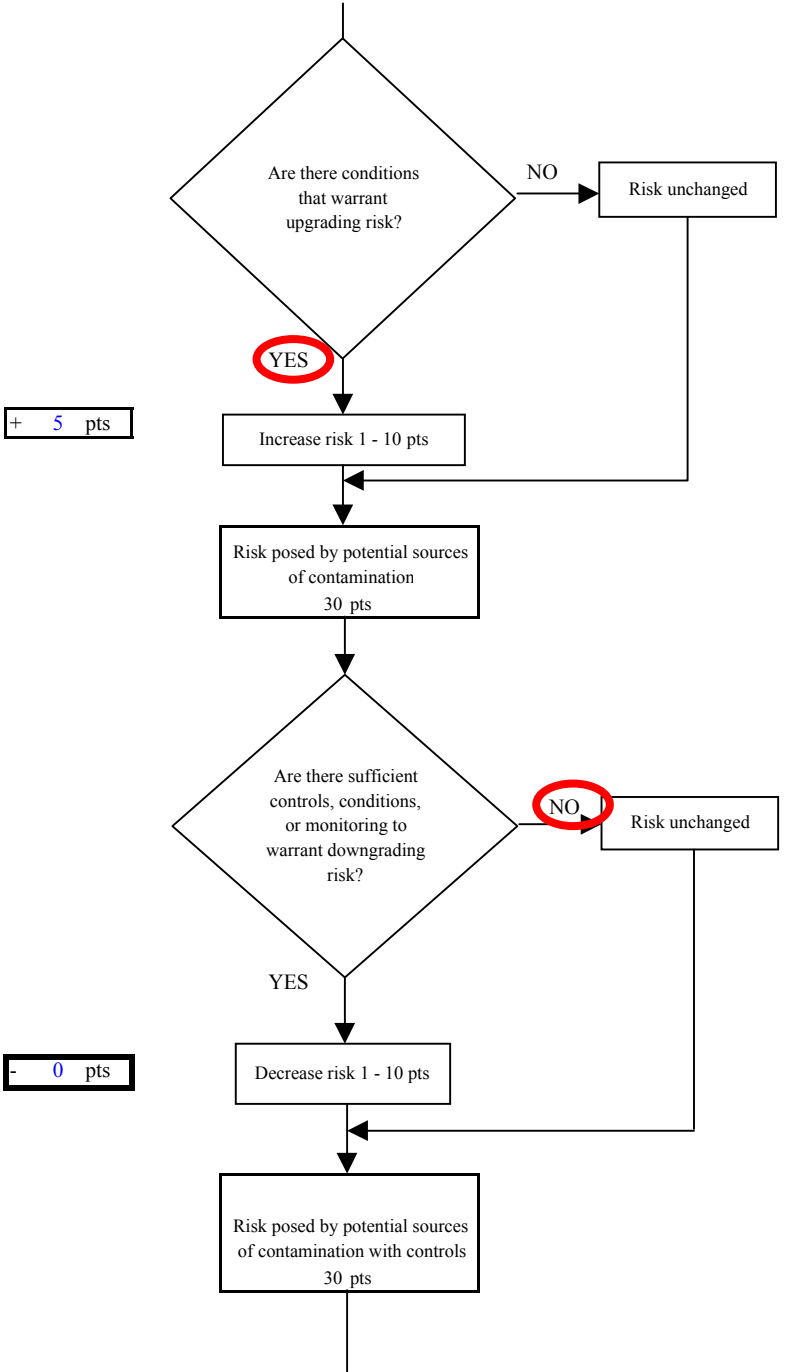 Are there conditions
that warrant
upgrading risk?
NO
Risk unchanged
YES
+ 5 pts
Increase risk 1 - 10 pts
Risk posed by potential sources
of contamination
30 pts
Are there sufficient
controls, conditions,
or monitoring to
warrant downgrading
risk?
NO
Risk unchanged
YES
- 0 pts
Decrease risk 1 - 10 pts
Risk posed by potential sources
of contamination with controls
30 pts